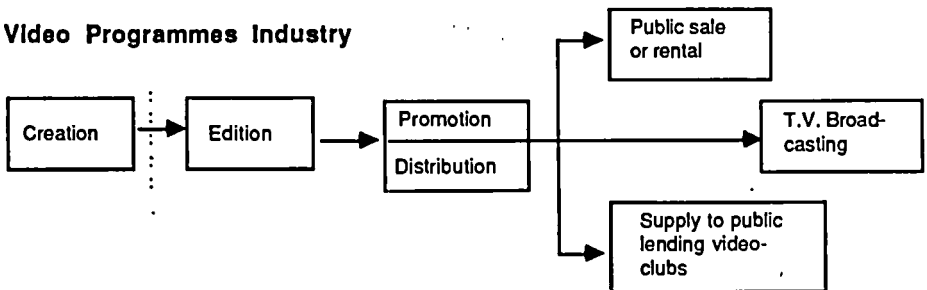 Video Programmes Industry
Creation
Edition
Promotion
Distribution
Public sale
or rental
T.V. Broad-
casting
Supply to public
lending video-
clubs